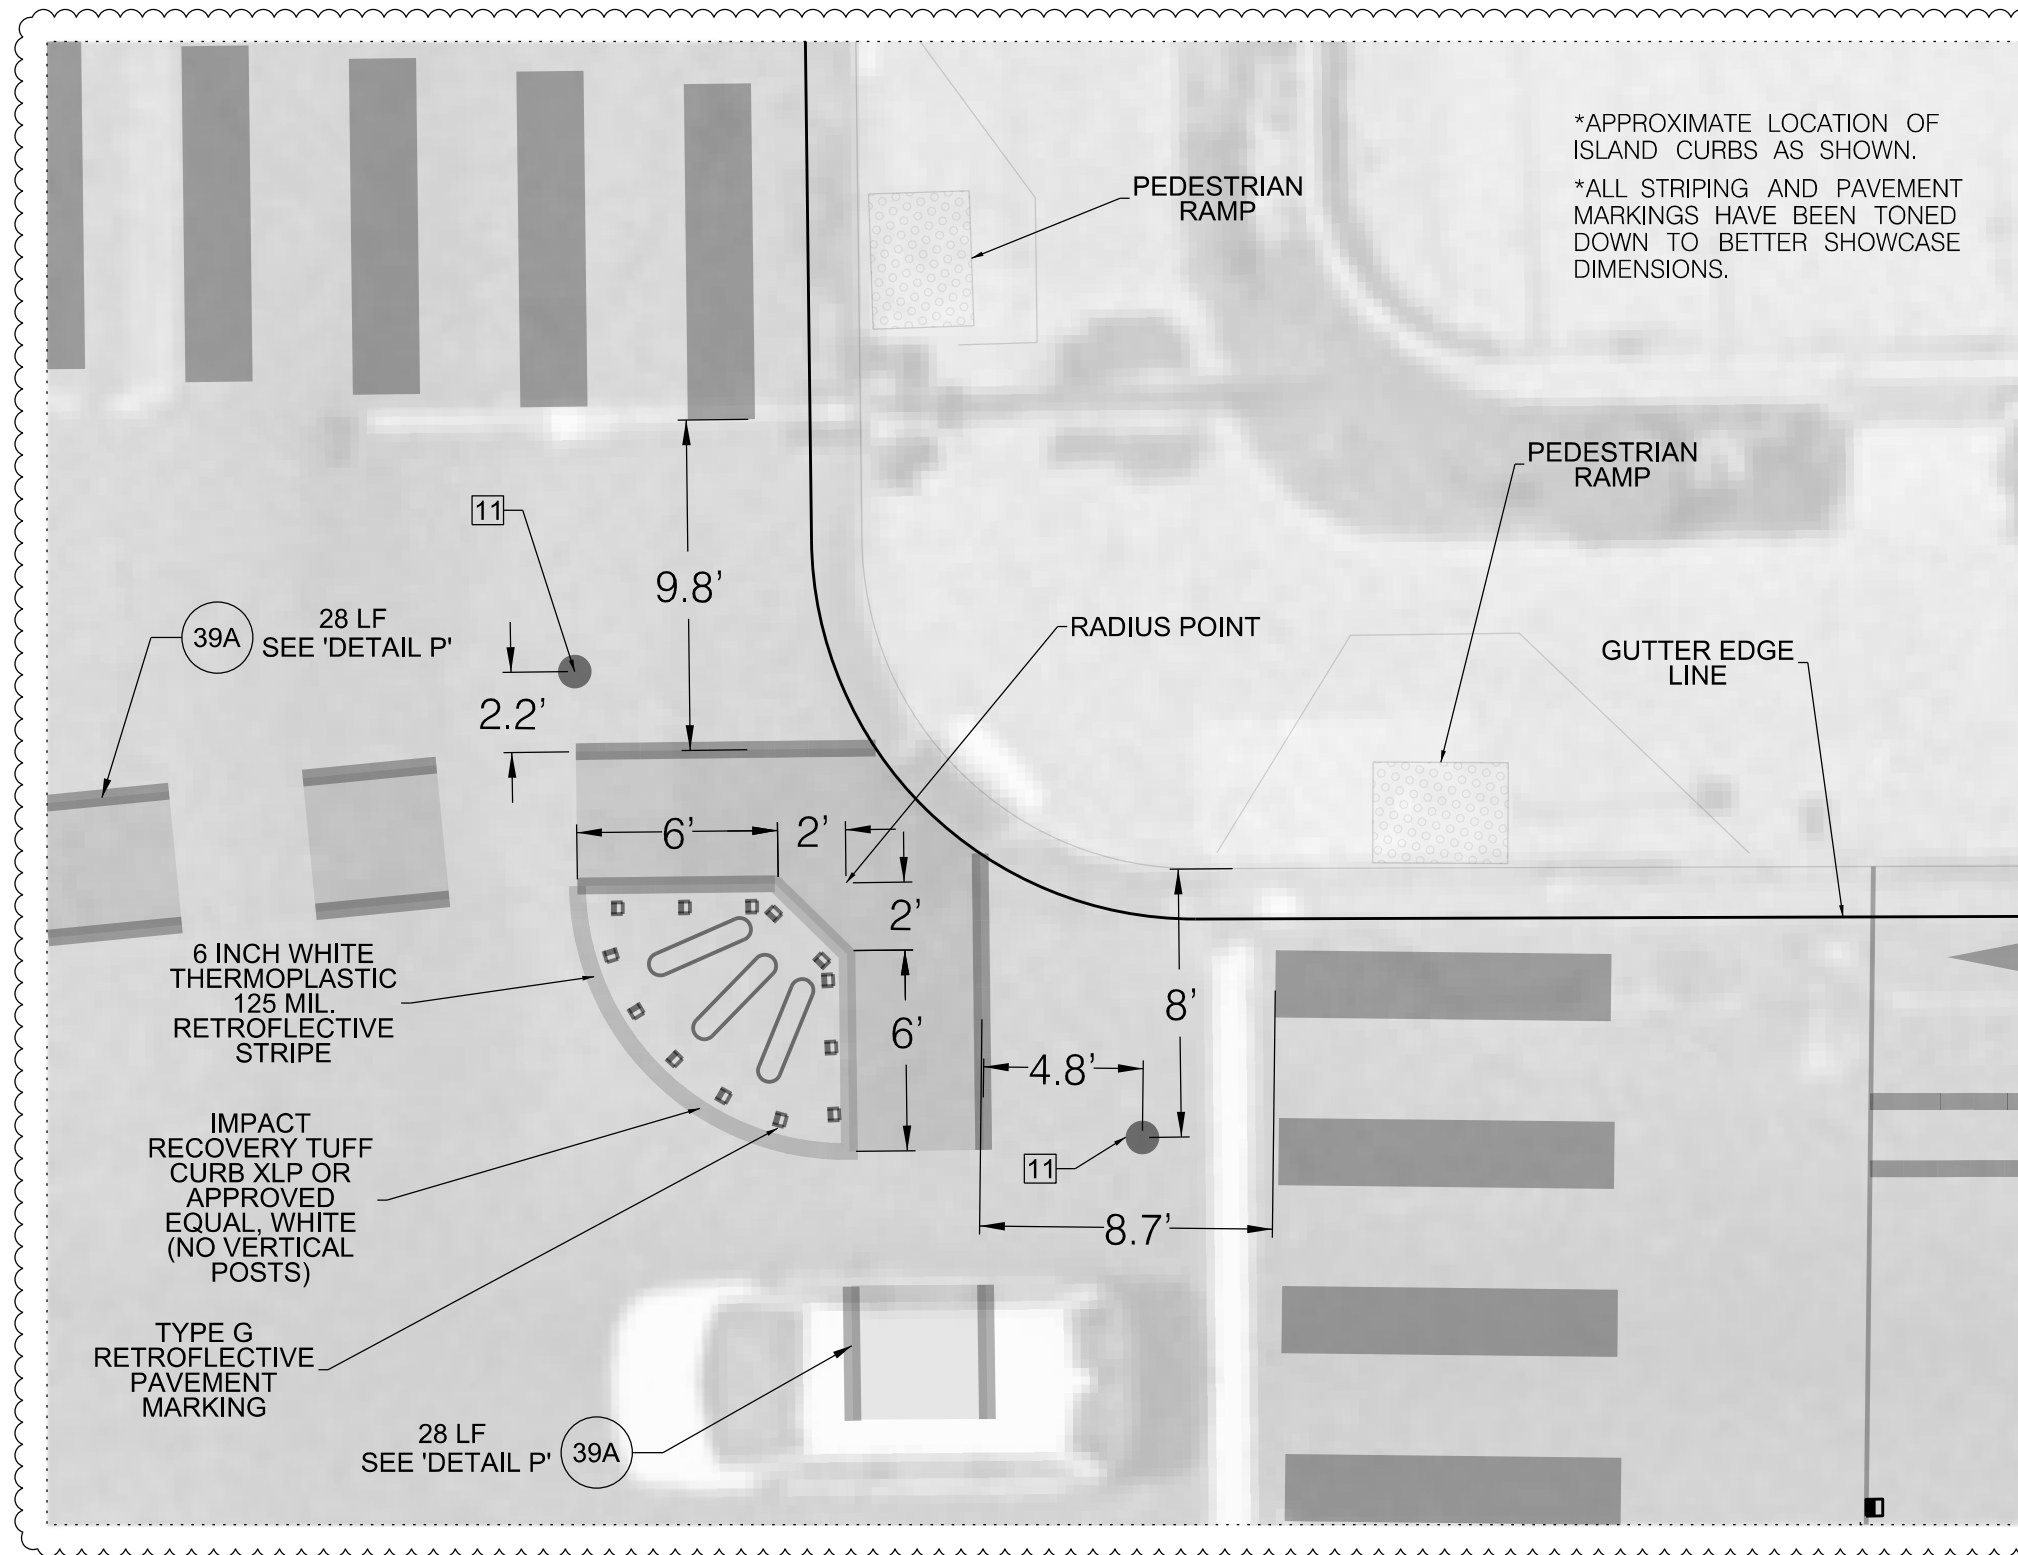 *APPROXIMATE LOCATION OF
ISLAND CURBS AS SHOWN.
*ALL STRIPING AND PAVEMENT
MARKINGS HAVE BEEN TONED
DOWN TO BETTER SHOWCASE
DIMENSIONS.
PEDESTRIAN
RAMP
PEDESTRIAN
RAMP
11
9.8’
39A
28 LF
SEE 'DETAIL P'
RADIUS POINT
GUTTER EDGE
LINE
2.2’
6’
2’
2’
6 INCH WHITE
THERMOPLASTIC
125 MIL.
RETROFLECTIVE
STRIPE
6’
8’
4.8’
IMPACT
RECOVERY TUFF
CURB XLP OR
APPROVED
EQUAL, WHITE
(NO VERTICAL
POSTS)
11
8.7’
TYPE G
RETROFLECTIVE
PAVEMENT
MARKING
28 LF
SEE 'DETAIL P'
39A